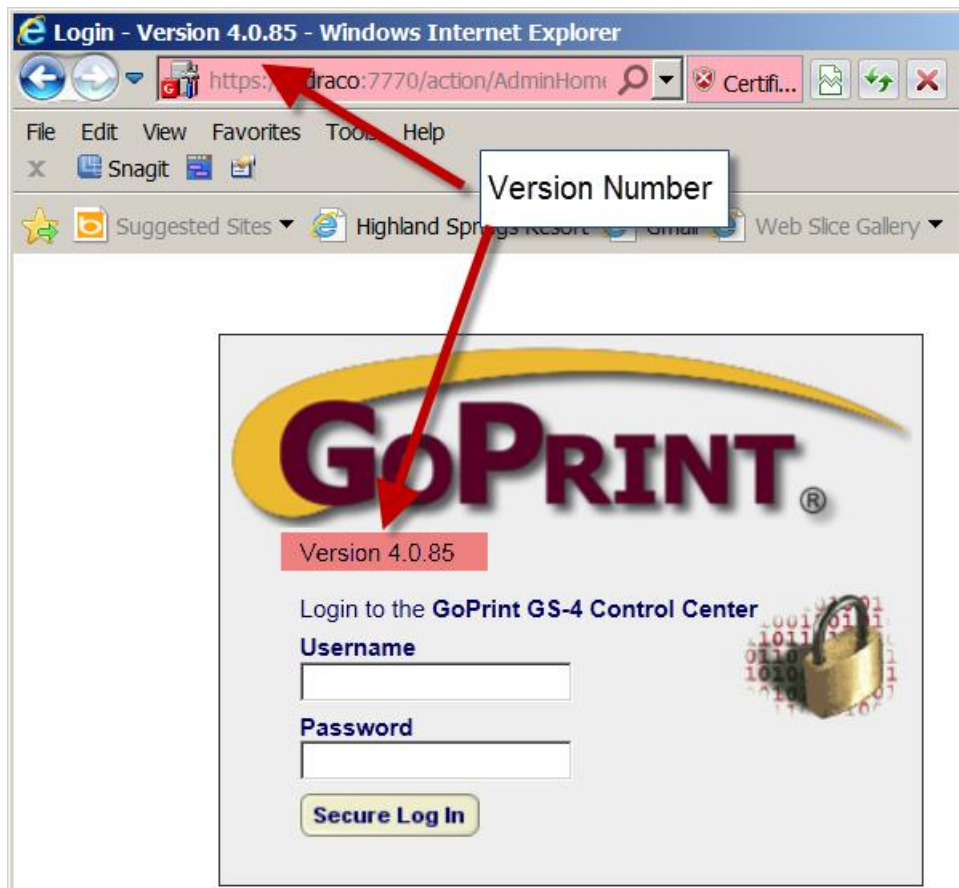 Login - Version 4.0.85 - Windows Internet Explorer
https:// draco:7770/action/AdminHome Certifi...
File Edit View Favorites Tools Help
x Snagit
Version Number
Suggested Sites Highland Springs Resort Gmail Web Slice Gallery
GOPRINT®
Version 4.0.85
Login to the GoPrint GS-4 Control Center
Username
Password
Secure Log In